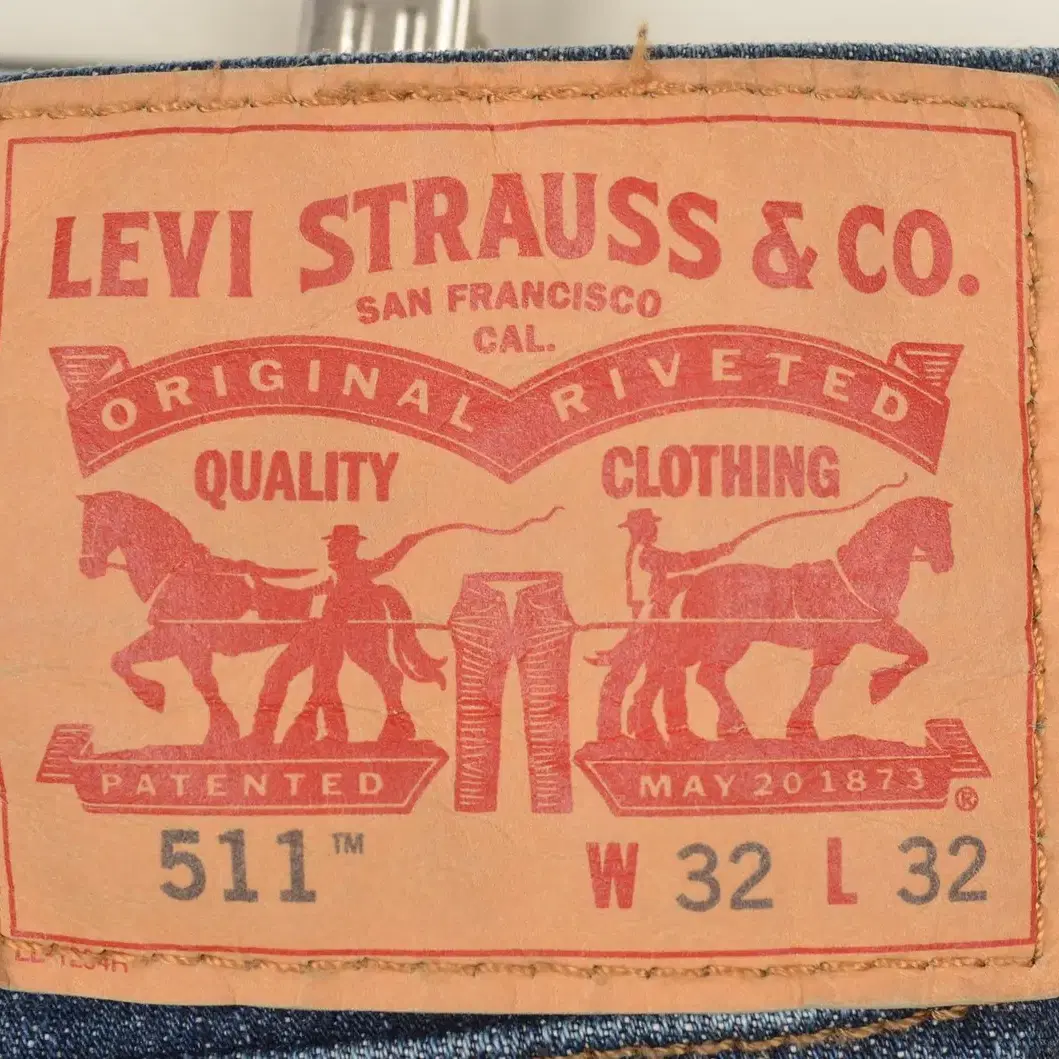 LEVI STRAUSS & CO.
SAN FRANCISCO
CAL.
ORIGINAL RIVETED
QUALITY CLOTHING
PATENTED MAY 20 1873 ®
511™ W 32 L 32